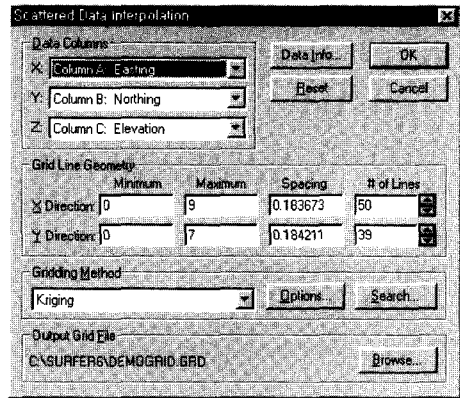 Scattered Data Interpolation
Data Columns
X: Column A: Easting
Y: Column B: Northing
Z: Column C: Elevation
Data Info...
OK
Reset
Cancel
Grid Line Geometry
Minimum Maximum Spacing # of Lines
X Direction: 0 9 0.183673 50
Y Direction: 0 7 0.184211 39
Gridding Method
Kriging
Options...
Search...
Output Grid File
C:\SURFER6\DEMOGRID.GRD
Browse...